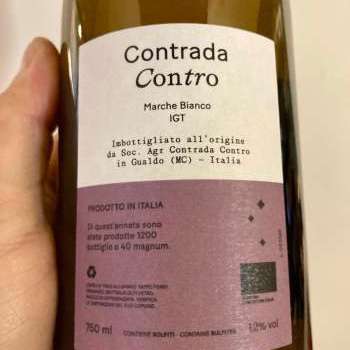 Contrada
Contro
Marche Bianco
IGT
Imbottigliato all'origine
da Soc. Agr Contrada Contro
in Gualdo (MC) - Italia
PRODOTTO IN ITALIA
Di quest'annata sono
state prodotte 1200
bottiglie e 40 magnum.
750 ml
CONTIENE SOLFITI - CONTAINS SULPHITES
12% vol